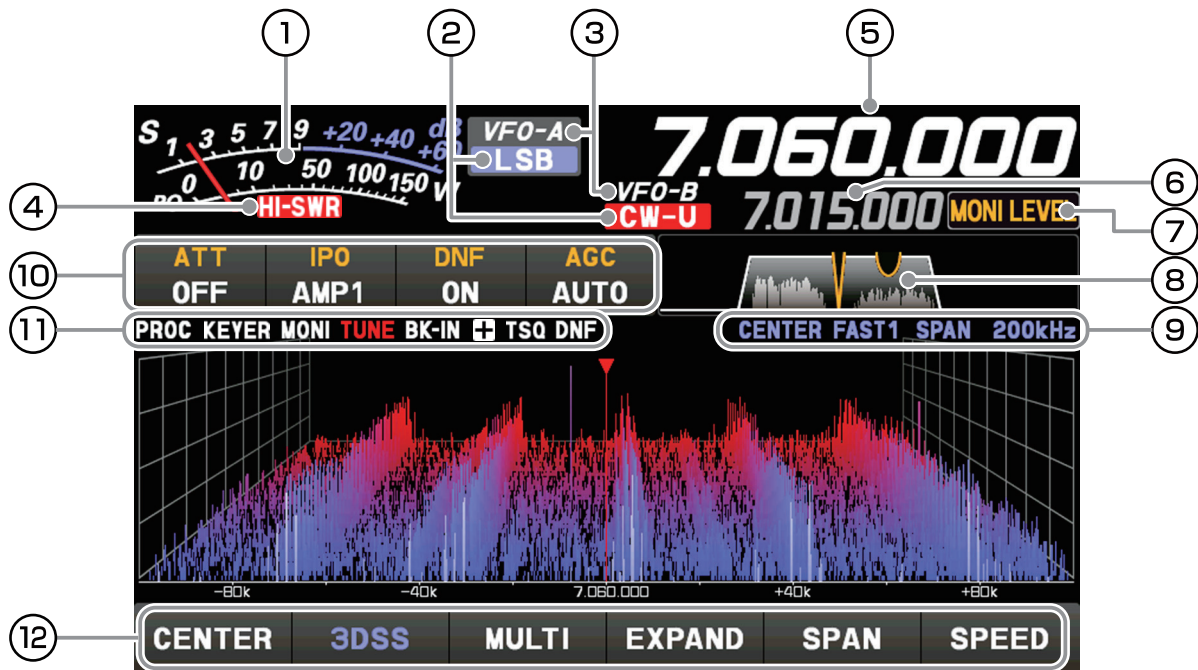 ① ② ③ ⑤
S 1 3 5 7 9 +20 +40 +60 dB
VFO-A
LSB
7.060.000
PO 0 10 50 100 150 W
④ HI-SWR
VFO-B
CW-U
7.015.000
⑥
MONI LEVEL
⑦
⑩
ATT IPO DNF AGC
OFF AMP1 ON AUTO
⑧
⑪
PROC KEYER MONI TUNE BK-IN + TSQ DNF
CENTER FAST1 SPAN 200kHz
⑨
-80k -40k 7.060.000 +40k +80k
⑫
CENTER 3DSS MULTI EXPAND SPAN SPEED